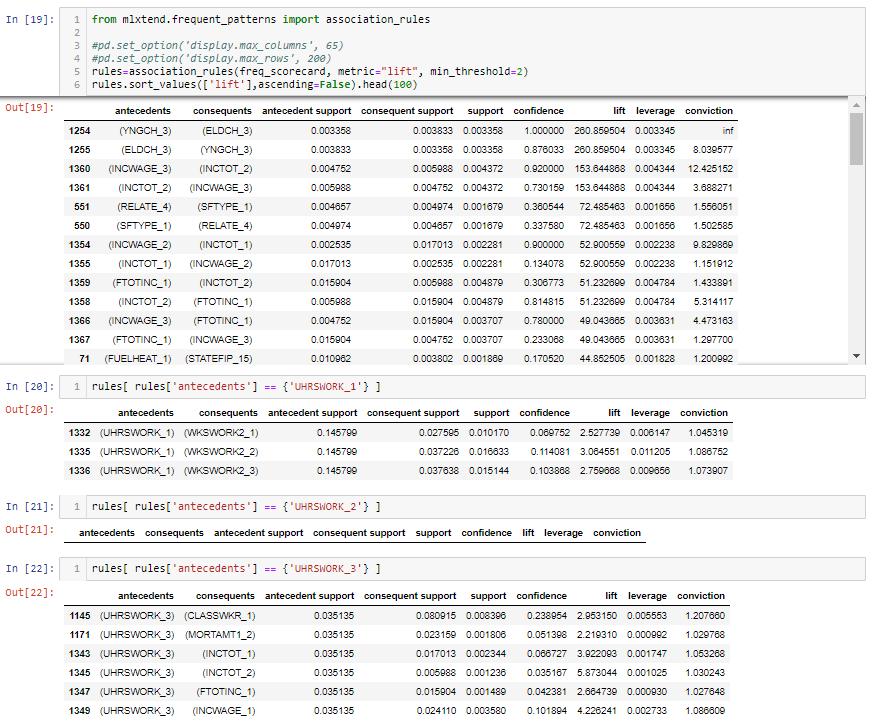 In [19]:
1 from mlxtend.frequent_patterns import association_rules
2
3 #pd.set_option('display.max_columns', 65)
4 #pd.set_option('display.max_rows', 200)
5 rules=association_rules(freq_scorecard, metric="lift", min_threshold=2)
6 rules.sort_values(['lift'],ascending=False).head(100)
Out[19]:
antecedents consequents antecedent support consequent support support confidence lift leverage conviction
1254 (YNGCH_3) (ELDCH_3) 0.003358 0.003833 0.003358 1.000000 260.859504 0.003345 inf
1255 (ELDCH_3) (YNGCH_3) 0.003833 0.003358 0.003358 0.876033 260.859504 0.003345 8.039577
1360 (INCWAGE_3) (INCTOT_2) 0.004752 0.005988 0.004372 0.920000 153.644868 0.004344 12.425152
1361 (INCTOT_2) (INCWAGE_3) 0.005988 0.004752 0.004372 0.730159 153.644868 0.004344 3.688271
551 (RELATE_4) (SFTYPE_1) 0.004657 0.004974 0.001679 0.360544 72.485463 0.001656 1.556051
550 (SFTYPE_1) (RELATE_4) 0.004974 0.004657 0.001679 0.337580 72.485463 0.001656 1.502585
1354 (INCWAGE_2) (INCTOT_1) 0.002535 0.017013 0.002281 0.900000 52.900559 0.002238 9.829869
1355 (INCTOT_1) (INCWAGE_2) 0.017013 0.002535 0.002281 0.134078 52.900559 0.002238 1.151912
1359 (FTOTINC_1) (INCTOT_2) 0.015904 0.005988 0.004879 0.306773 51.232699 0.004784 1.433891
1358 (INCTOT_2) (FTOTINC_1) 0.005988 0.015904 0.004879 0.814815 51.232699 0.004784 5.314117
1366 (INCWAGE_3) (FTOTINC_1) 0.004752 0.015904 0.003707 0.780000 49.043665 0.003631 4.473163
1367 (FTOTINC_1) (INCWAGE_3) 0.015904 0.004752 0.003707 0.233068 49.043665 0.003631 1.297700
71 (FUELHEAT_1) (STATEFIP_15) 0.010962 0.003802 0.001869 0.170520 44.852505 0.001828 1.200992
In [20]: 1 rules[ rules['antecedents'] == {'UHRSWORK_1'} ]
Out[20]:
antecedents consequents antecedent support consequent support support confidence lift leverage conviction
1332 (UHRSWORK_1) (WKSWORK2_1) 0.145799 0.027595 0.010170 0.069752 2.527739 0.006147 1.045319
1335 (UHRSWORK_1) (WKSWORK2_2) 0.145799 0.037226 0.016633 0.114081 3.064551 0.011205 1.086752
1336 (UHRSWORK_1) (WKSWORK2_3) 0.145799 0.037638 0.015144 0.103868 2.759668 0.009656 1.073907
In [21]: 1 rules[ rules['antecedents'] == {'UHRSWORK_2'} ]
Out[21]:
antecedents consequents antecedent support consequent support support confidence lift leverage conviction
In [22]: 1 rules[ rules['antecedents'] == {'UHRSWORK_3'} ]
Out[22]:
antecedents consequents antecedent support consequent support support confidence lift leverage conviction
1145 (UHRSWORK_3) (CLASSWKR_1) 0.035135 0.080915 0.008396 0.238954 2.953150 0.005553 1.207660
1171 (UHRSWORK_3) (MORTAMT1_2) 0.035135 0.023159 0.001806 0.051398 2.219310 0.000992 1.029768
1343 (UHRSWORK_3) (INCTOT_1) 0.035135 0.017013 0.002344 0.066727 3.922093 0.001747 1.053268
1345 (UHRSWORK_3) (INCTOT_2) 0.035135 0.005988 0.001236 0.035167 5.873044 0.001025 1.030243
1347 (UHRSWORK_3) (FTOTINC_1) 0.035135 0.015904 0.001489 0.042381 2.664739 0.000930 1.027648
1349 (UHRSWORK_3) (INCWAGE_1) 0.035135 0.024110 0.003580 0.101894 4.226241 0.002733 1.086609